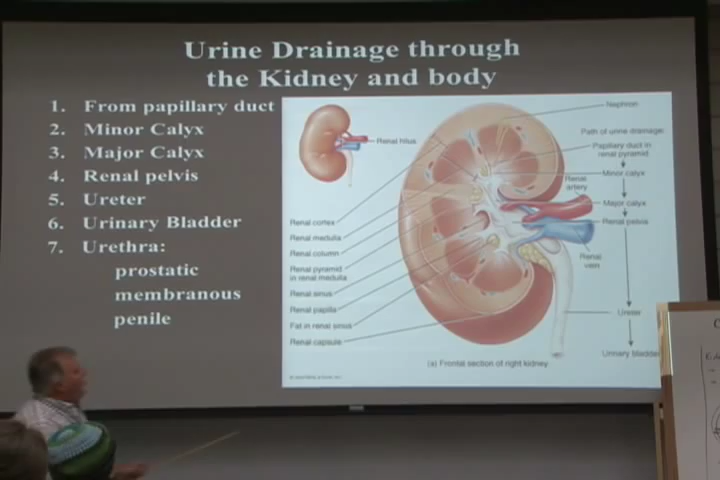 Urine Drainage through
the Kidney and body
1. From papillary duct
2. Minor Calyx
3. Major Calyx
4. Renal pelvis
5. Ureter
6. Urinary Bladder
7. Urethra:
prostatic
membranous
penile
Renal hilus
Renal cortex
Renal medulla
Renal column
Renal pyramid
in renal medulla
Renal sinus
Renal papilla
Fat in renal sinus
Renal capsule
Nephron
Path of urine drainage:
Papillary duct in
renal pyramid
Minor calyx
Renal
artery
Major calyx
Renal pelvis
Renal
vein
Ureter
Urinary Bladder
(a) Frontal section of right kidney